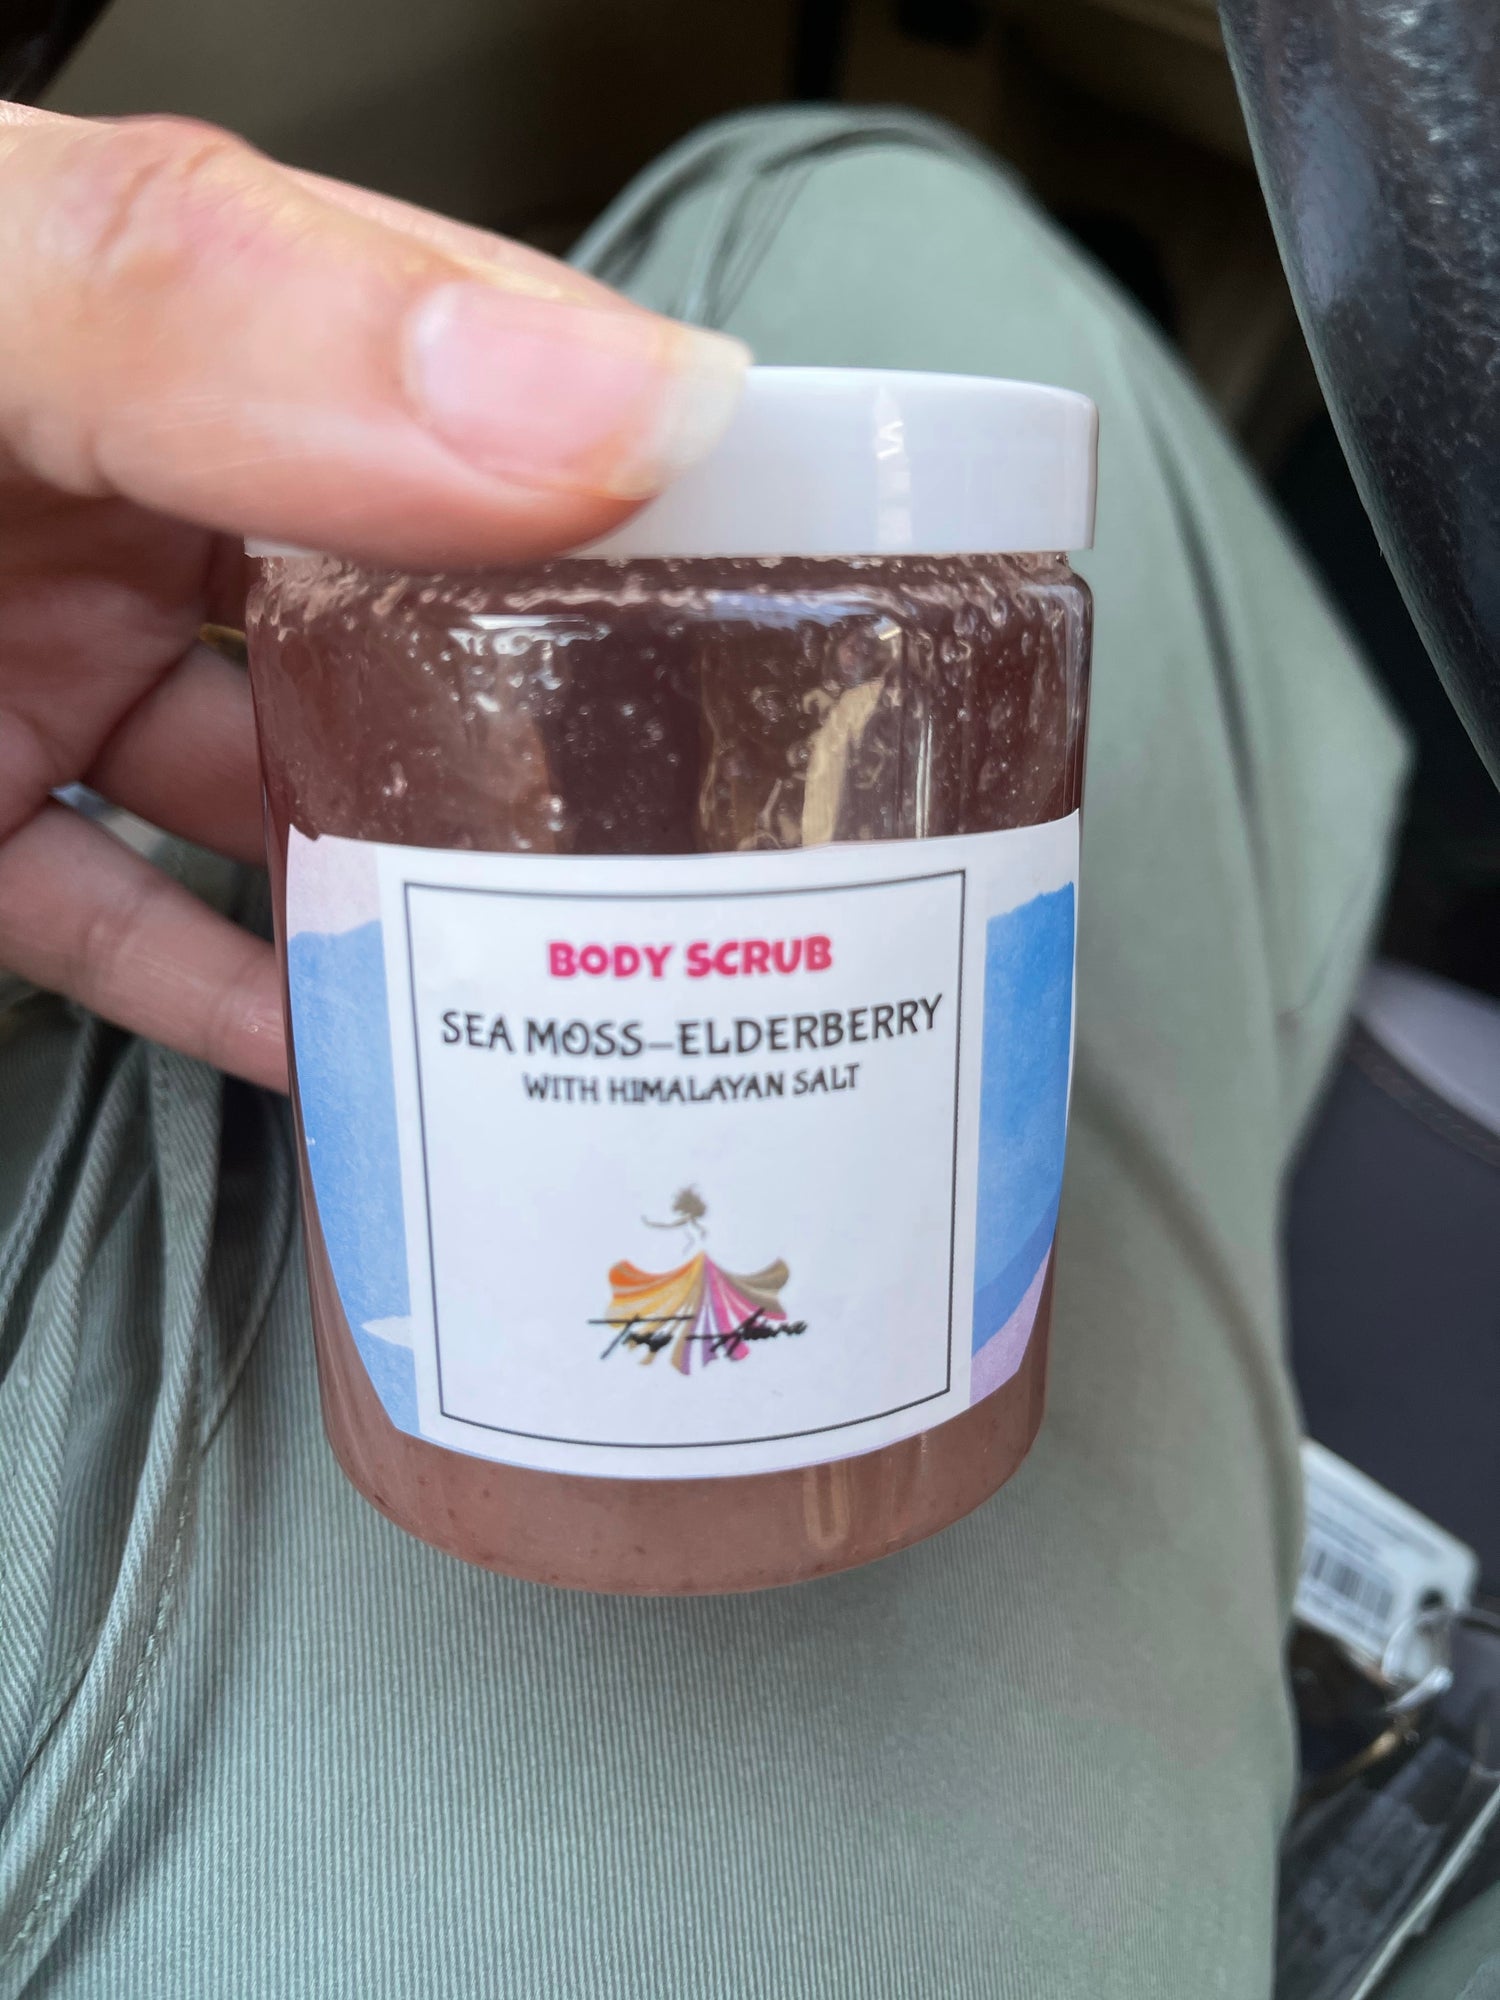 BODY SCRUB
SEA MOSS-ELDERBERRY
WITH HIMALAYAN SALT